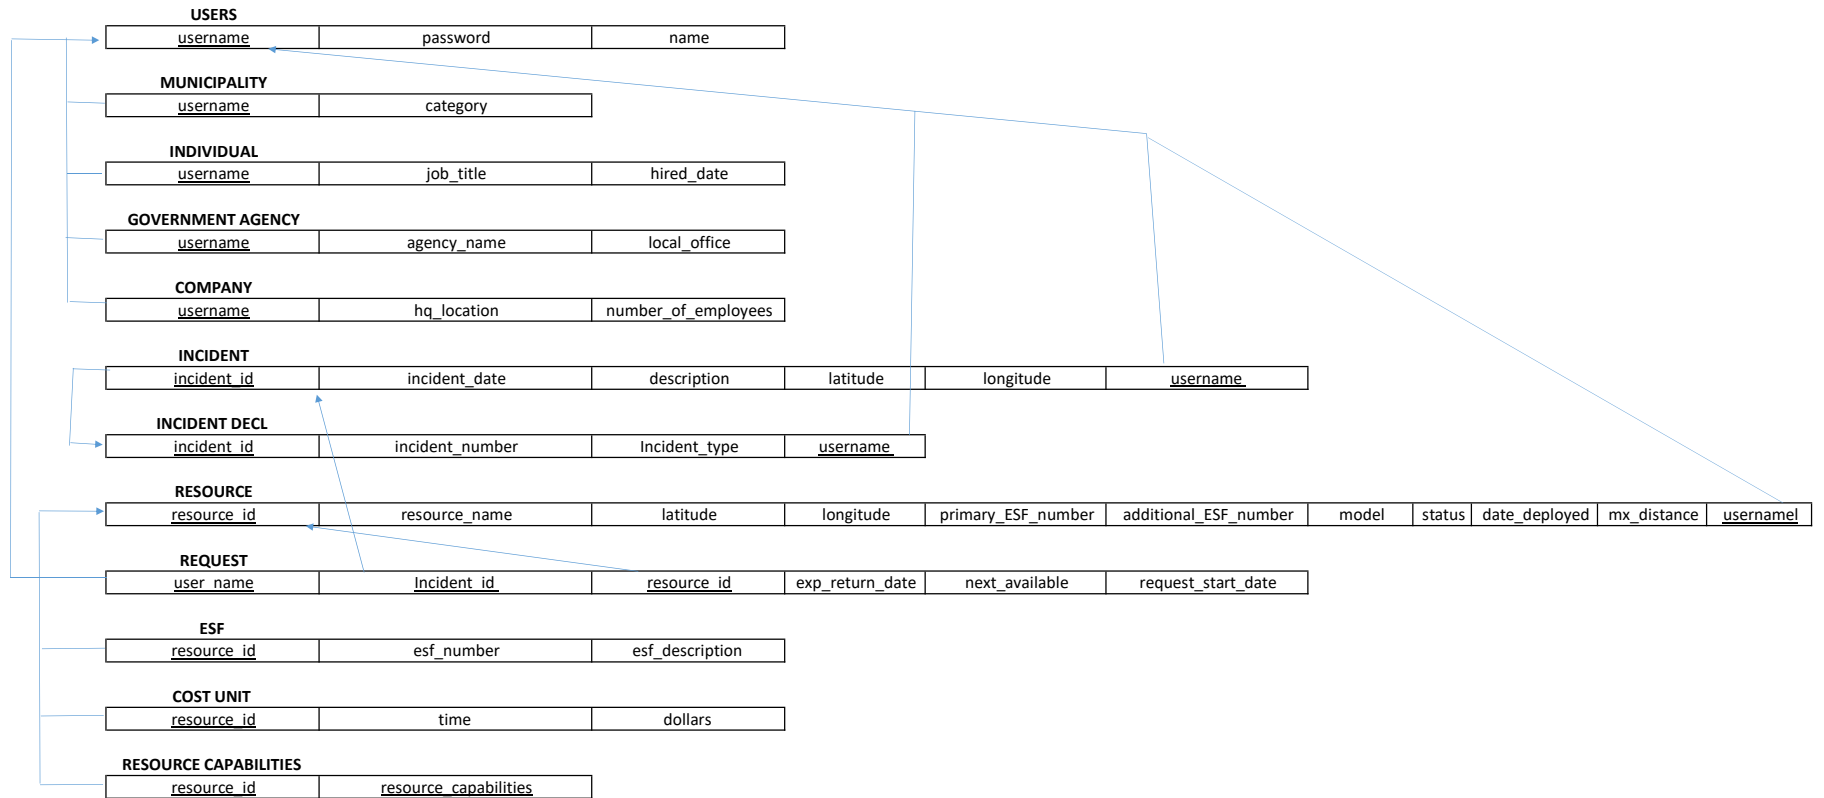 USERS
username password name
MUNICIPALITY
username category
INDIVIDUAL
username job_title hired_date
GOVERNMENT AGENCY
username agency_name local_office
COMPANY
username hq_location number_of_employees
INCIDENT
incident_id incident_date description latitude longitude username
INCIDENT DECL
incident_id incident_number Incident_type username
RESOURCE
resource_id resource_name latitude longitude primary_ESF_number additional_ESF_number model status date_deployed mx_distance usernamel
REQUEST
user_name Incident_id resource_id exp_return_date next_available request_start_date
ESF
resource_id esf_number esf_description
COST UNIT
resource_id time dollars
RESOURCE CAPABILITIES
resource_id resource_capabilities